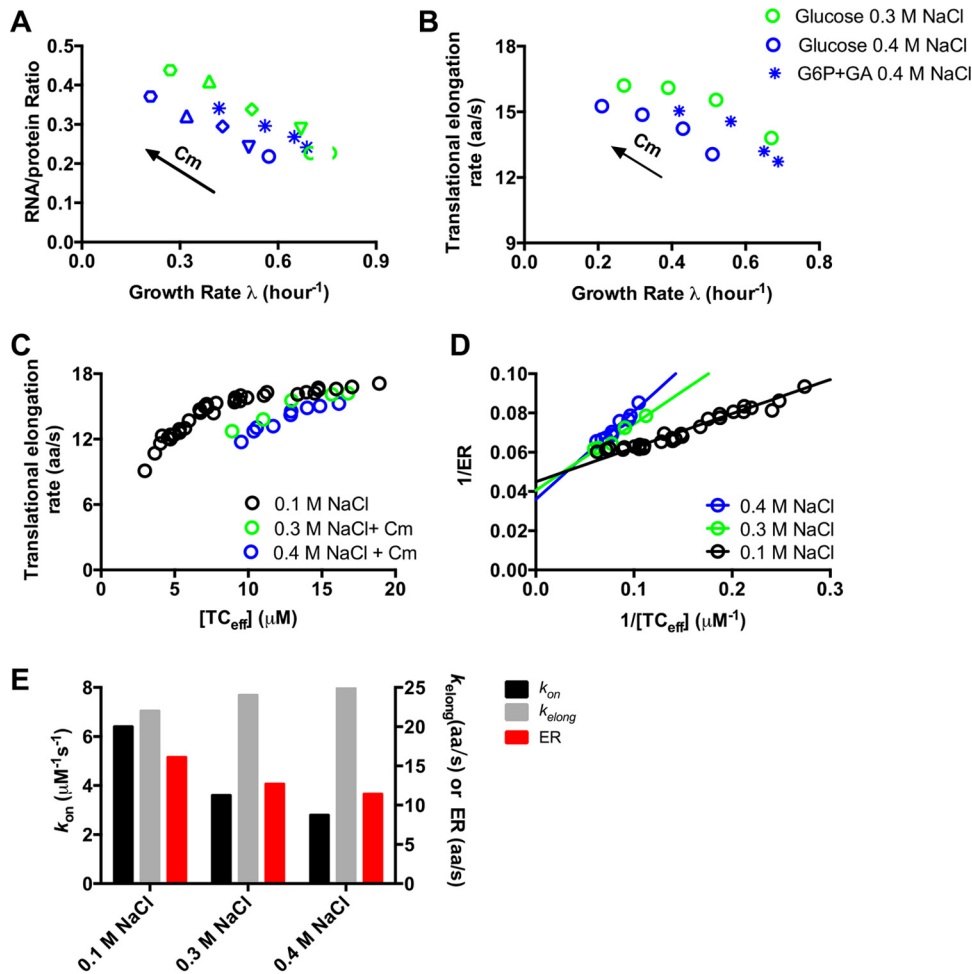 A
RNA/protein Ratio
0.5
0.4
0.3
0.2
0.1
0.0
Cm
0.0 0.3 0.6 0.9
Growth Rate λ (hour-1)
B
Translational elongation
rate (aa/s)
18
15
12
9
Cm
0.0 0.2 0.4 0.6 0.8
Growth Rate λ (hour-1)
Glucose 0.3 M NaCl
Glucose 0.4 M NaCl
G6P+GA 0.4 M NaCl
C
Translational elongation
rate (aa/s)
18
12
6
0
0.1 M NaCl
0.3 M NaCl+ Cm
0.4 M NaCl + Cm
0 5 10 15 20
[TCeff] (μM)
D
1/ER
0.10
0.08
0.06
0.04
0.02
0.00
0.4 M NaCl
0.3 M NaCl
0.1 M NaCl
0.0 0.1 0.2 0.3
1/[TCeff] (μM-1)
E
kon (μM-1s-1)
8
6
4
2
0
0.1 M NaCl
0.3 M NaCl
0.4 M NaCl
25
20
15
10
5
0
kelong(aa/s) or ER (aa/s)
kon
kelong
ER